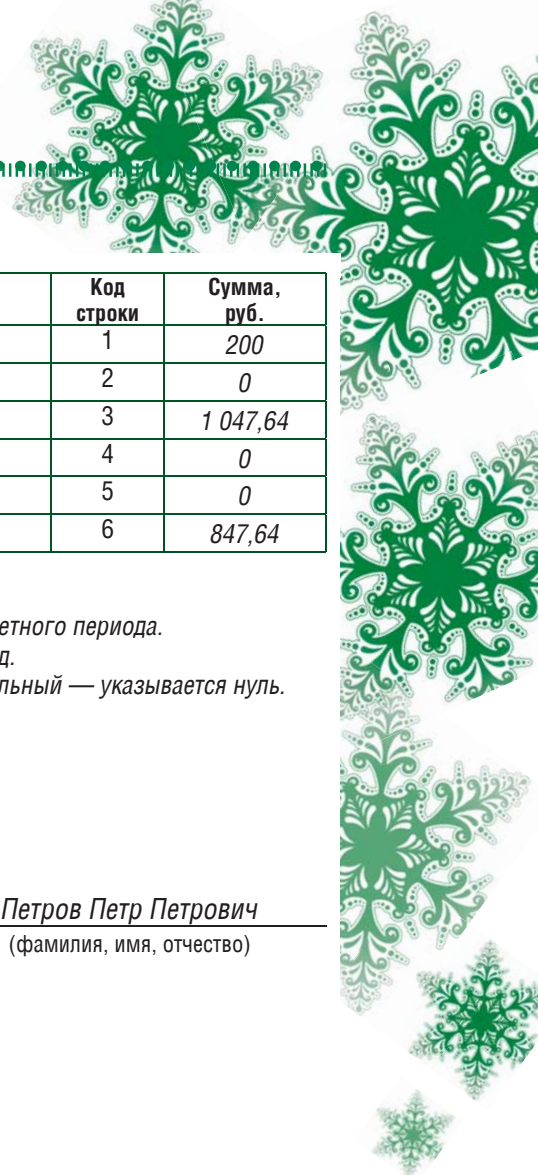 Код Сумма,
строки руб.
1 200
2 0
3 1 047,64
4 0
5 0
6 847,64
етного периода.
д.
льный — указывается нуль.
Петров Петр Петрович
(фамилия, имя, отчество)